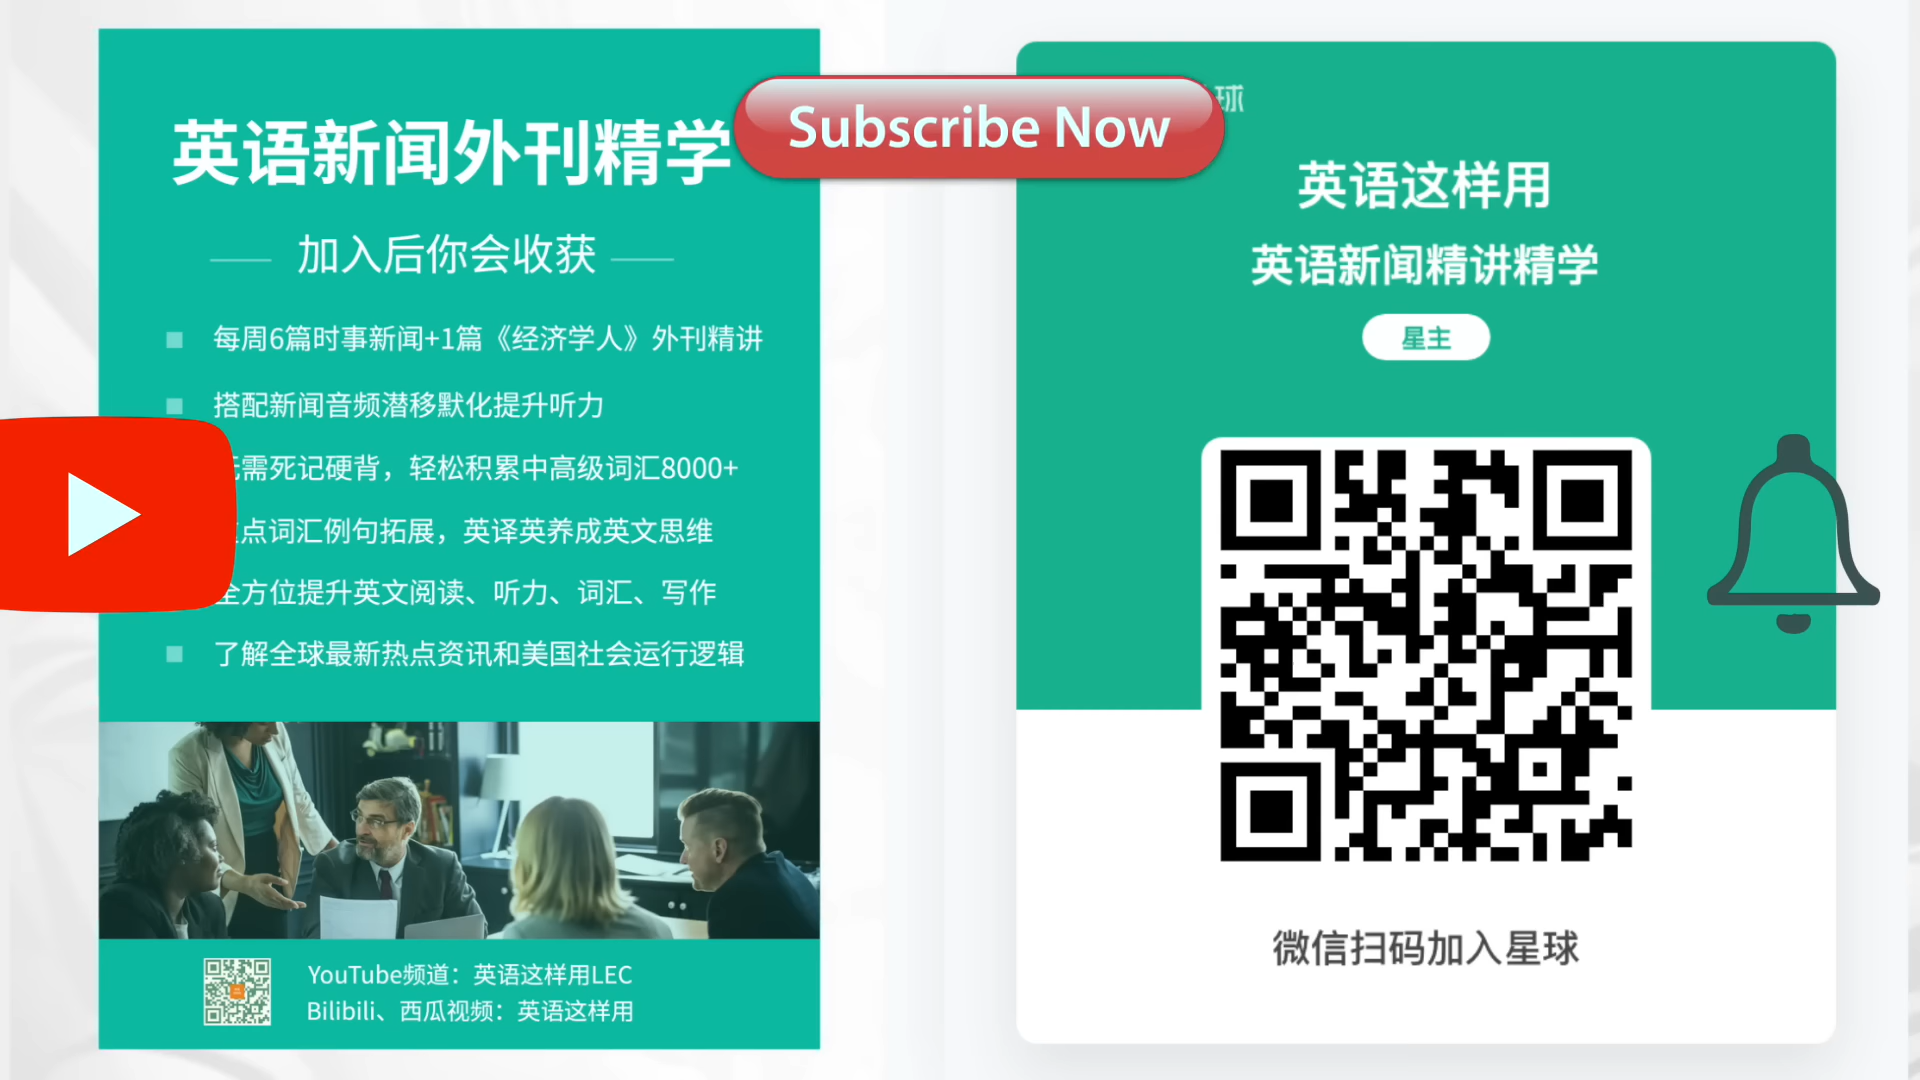 英语新闻外刊精学
加入后你会收获
每周6篇时事新闻+1篇《经济学人》外刊精讲
搭配新闻音频潜移默化提升听力
需死记硬背，轻松积累中高级词汇8000+
点词汇例句拓展，英译英养成英文思维
全方位提升英文阅读、听力、词汇、写作
了解全球最新热点资讯和美国社会运行逻辑
YouTube频道：英语这样用LEC
Bilibili、西瓜视频：英语这样用
Subscribe Now
球
英语这样用
英语新闻精讲精学
星主
微信扫码加入星球